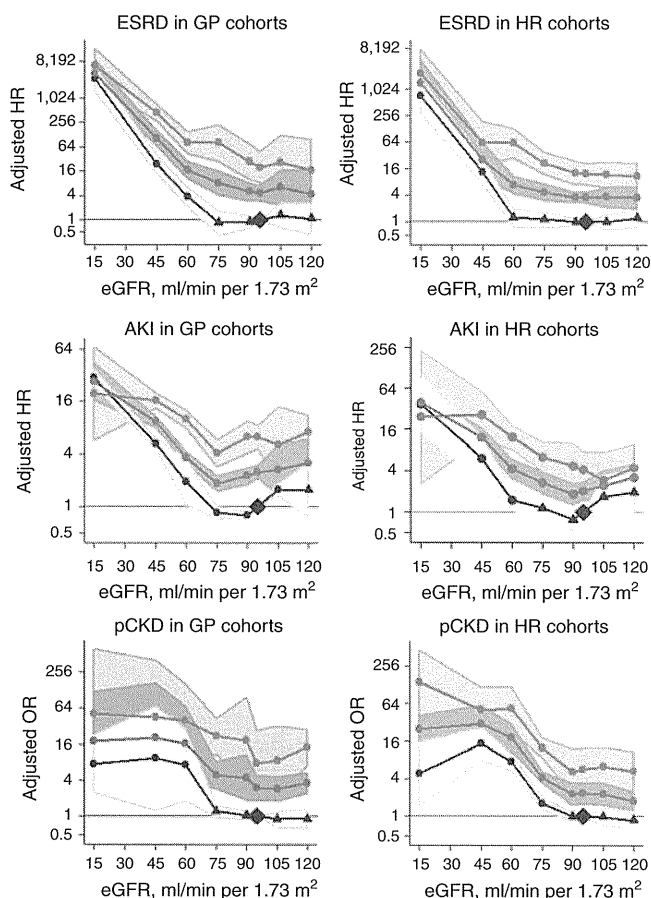 ESRD in GP cohorts
Adjusted HR
8,192
1,024
256
64
16
4
1
0.5
15 30 45 60 75 90 105 120
eGFR, ml/min per 1.73 m²
ESRD in HR cohorts
Adjusted HR
8,192
1,024
256
64
16
4
1
0.5
15 30 45 60 75 90 105 120
eGFR, ml/min per 1.73 m²
AKI in GP cohorts
Adjusted HR
64
16
4
1
0.5
15 30 45 60 75 90 105 120
eGFR, ml/min per 1.73 m²
AKI in HR cohorts
Adjusted HR
256
64
16
4
1
0.5
15 30 45 60 75 90 105 120
eGFR, ml/min per 1.73 m²
pCKD in GP cohorts
Adjusted OR
256
64
16
4
1
0.5
15 30 45 60 75 90 105 120
eGFR, ml/min per 1.73 m²
pCKD in HR cohorts
Adjusted OR
256
64
16
4
1
0.5
15 30 45 60 75 90 105 120
eGFR, ml/min per 1.73 m²